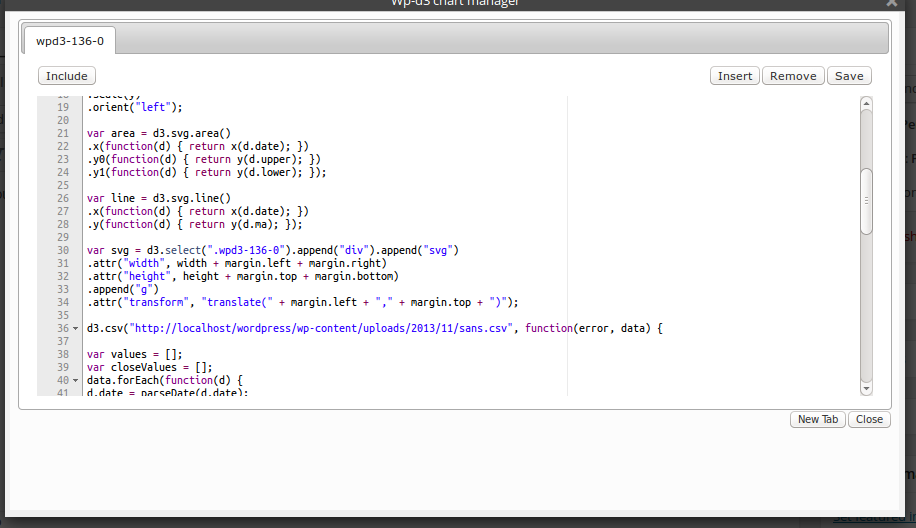 Wp-d3 chart manager
wpd3-136-0
Include
Insert Remove Save
18 .scale(y)
19 .orient("left");
20
21 var area = d3.svg.area()
22 .x(function(d) { return x(d.date); })
23 .y0(function(d) { return y(d.upper); })
24 .y1(function(d) { return y(d.lower); });
25
26 var line = d3.svg.line()
27 .x(function(d) { return x(d.date); })
28 .y(function(d) { return y(d.ma); });
29
30 var svg = d3.select(".wpd3-136-0").append("div").append("svg")
31 .attr("width", width + margin.left + margin.right)
32 .attr("height", height + margin.top + margin.bottom)
33 .append("g")
34 .attr("transform", "translate(" + margin.left + "," + margin.top + ")");
35
36 d3.csv("http://localhost/wordpress/wp-content/uploads/2013/11/sans.csv", function(error, data) {
37
38 var values = [];
39 var closeValues = [];
40 data.forEach(function(d) {
41 d.date = parseDate(d.date);
New Tab Close
Set featured i